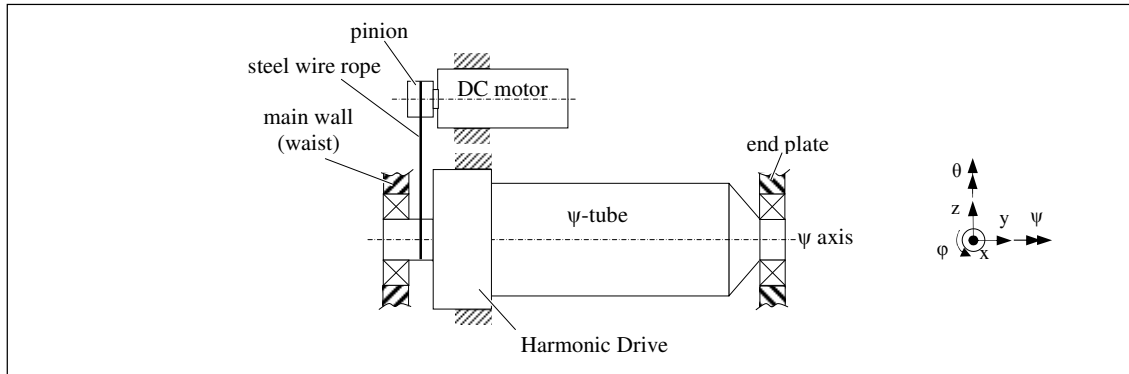 pinion
steel wire rope
DC motor
main wall
(waist)
end plate
ψ-tube
ψ axis
Harmonic Drive
θ
z
y
ψ
φ
x